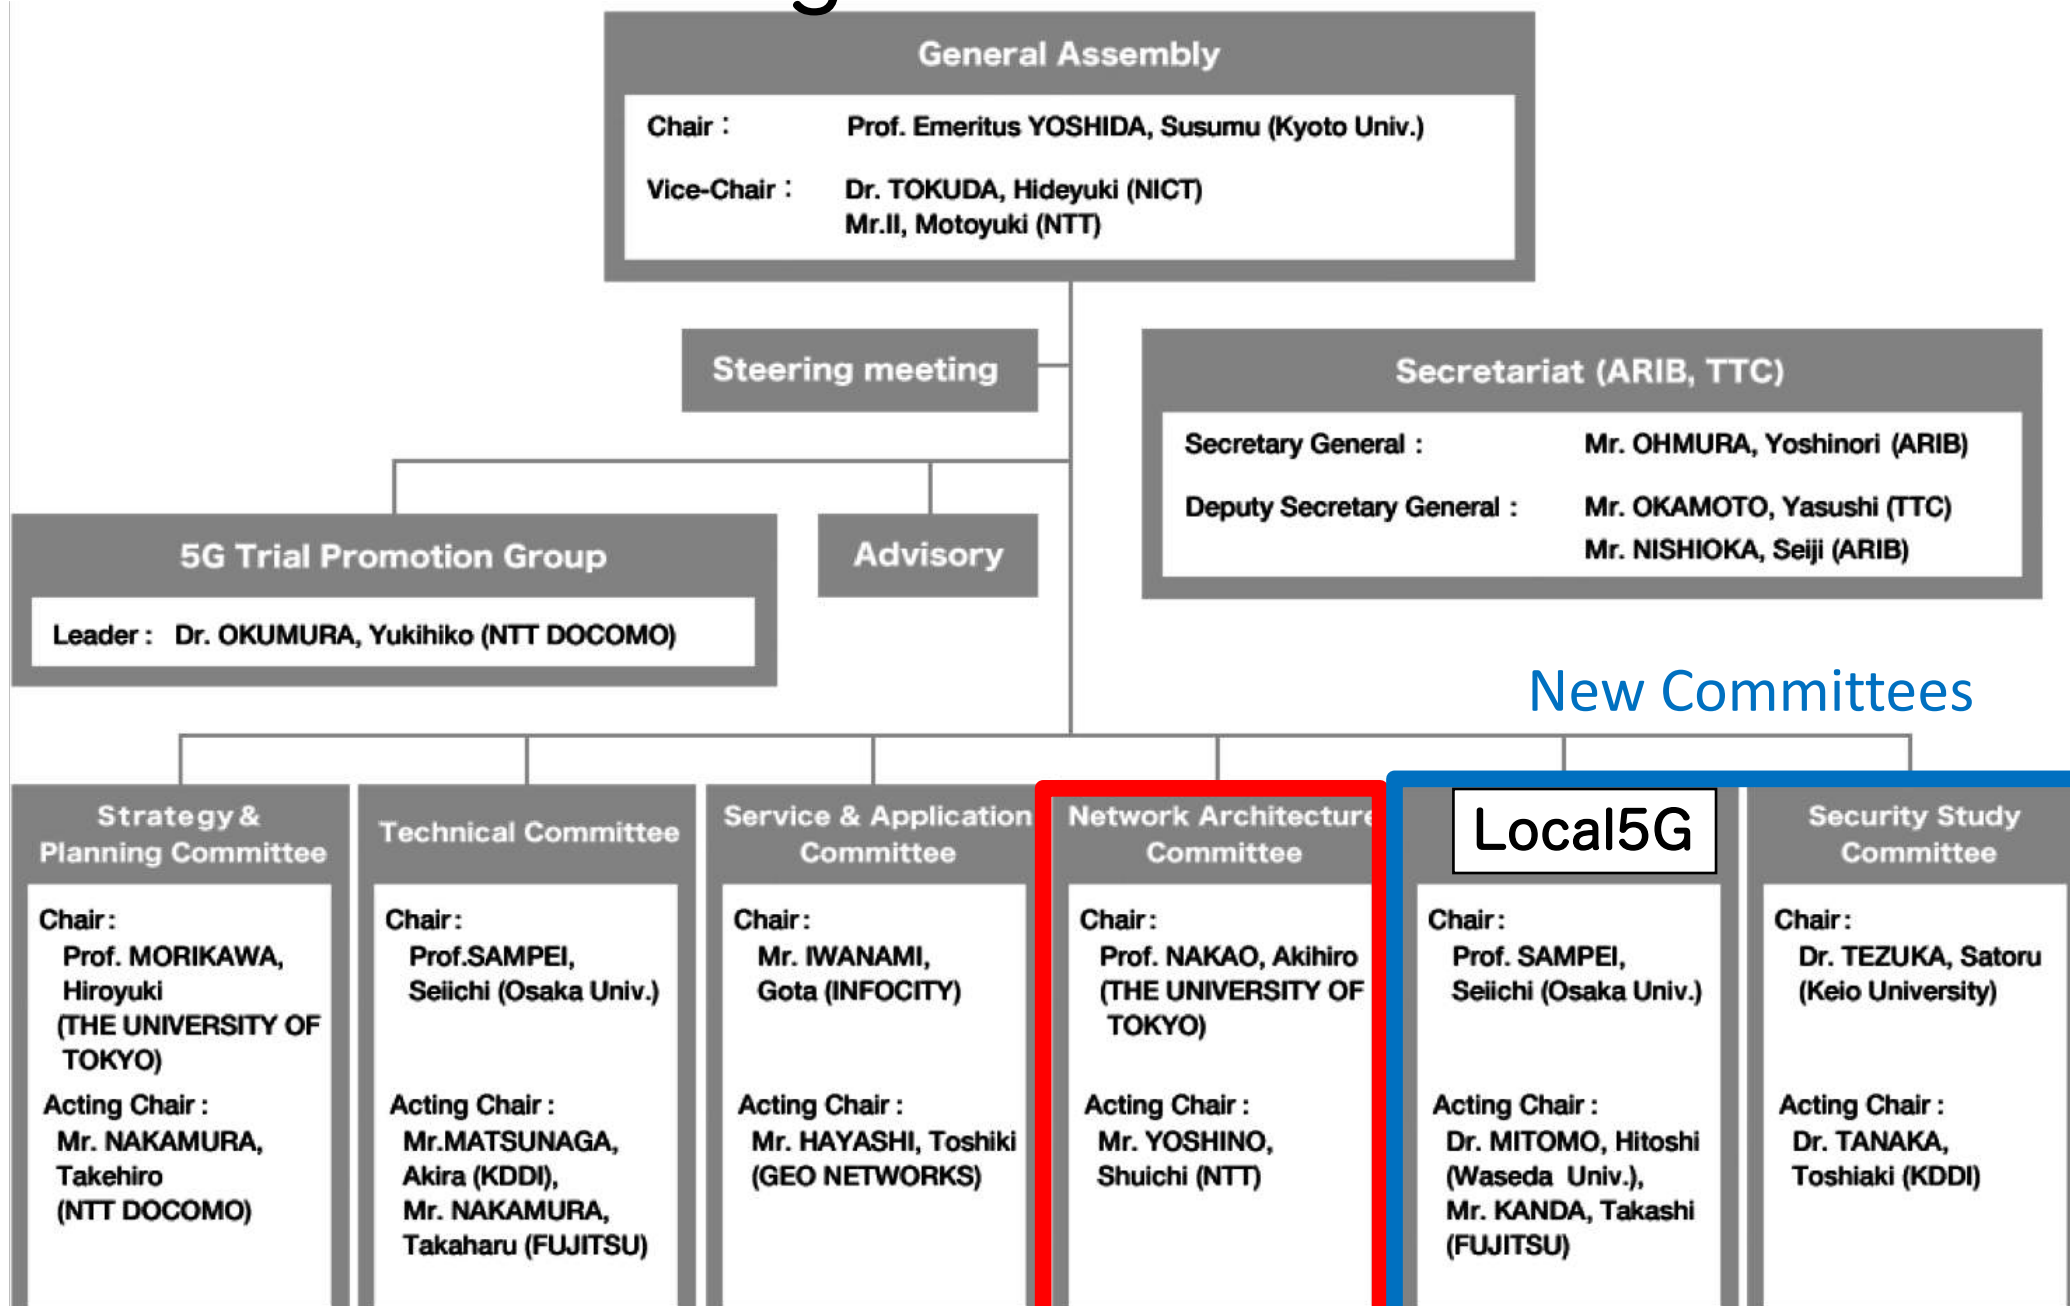 General Assembly
Chair : Prof. Emeritus YOSHIDA, Susumu (Kyoto Univ.)
Vice-Chair : Dr. TOKUDA, Hideyuki (NICT)
Mr.II, Motoyuki (NTT)
Steering meeting
Secretariat (ARIB, TTC)
Secretary General : Mr. OHMURA, Yoshinori (ARIB)
Deputy Secretary General : Mr. OKAMOTO, Yasushi (TTC)
Mr. NISHIOKA, Seiji (ARIB)
5G Trial Promotion Group
Leader : Dr. OKUMURA, Yukihiko (NTT DOCOMO)
Advisory
New Committees
Strategy &
Planning Committee
Chair :
Prof. MORIKAWA,
Hiroyuki
(THE UNIVERSITY OF
TOKYO)
Acting Chair :
Mr. NAKAMURA,
Takehiro
(NTT DOCOMO)
Technical Committee
Chair :
Prof.SAMPEI,
Seiichi (Osaka Univ.)
Acting Chair :
Mr.MATSUNAGA,
Akira (KDDI),
Mr. NAKAMURA,
Takaharu (FUJITSU)
Service & Application
Committee
Chair :
Mr. IWANAMI,
Gota (INFOCITY)
Acting Chair :
Mr. HAYASHI, Toshiki
(GEO NETWORKS)
Network Architecture
Committee
Chair :
Prof. NAKAO, Akihiro
(THE UNIVERSITY OF
TOKYO)
Acting Chair :
Mr. YOSHINO,
Shuichi (NTT)
Local5G
Chair :
Prof. SAMPEI,
Seiichi (Osaka Univ.)
Acting Chair :
Dr. MITOMO, Hitoshi
(Waseda Univ.),
Mr. KANDA, Takashi
(FUJITSU)
Security Study
Committee
Chair :
Dr. TEZUKA, Satoru
(Keio University)
Acting Chair :
Dr. TANAKA,
Toshiaki (KDDI)